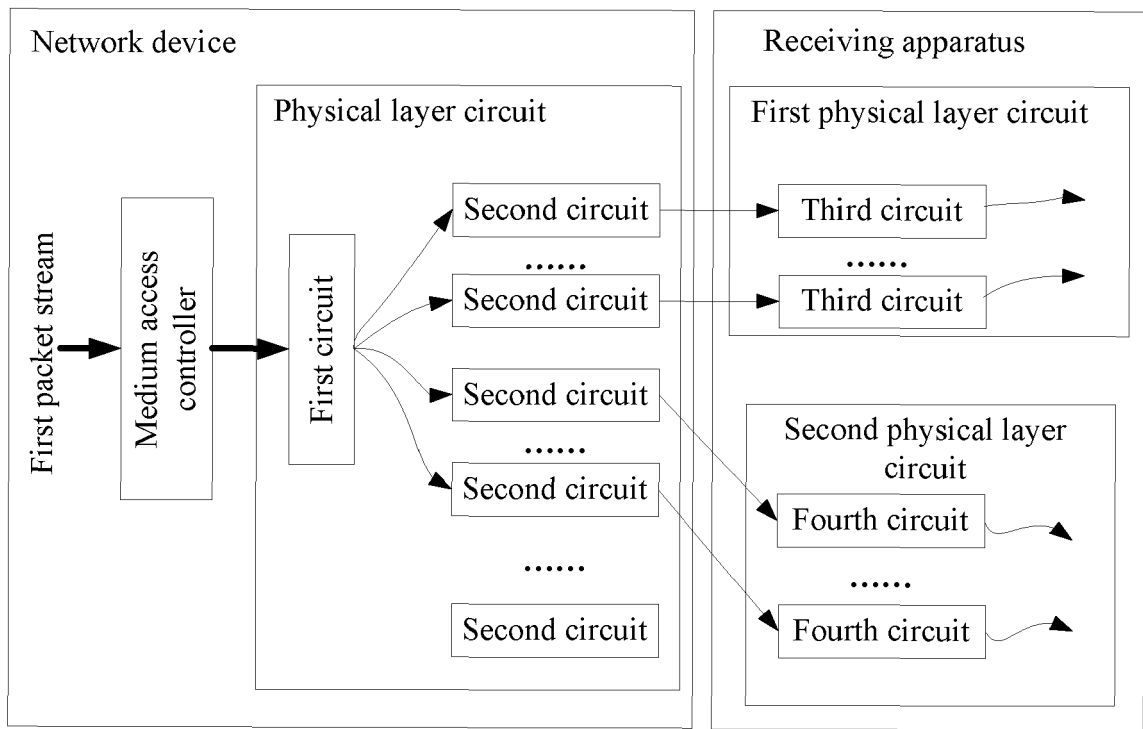 Network device
First packet stream
Medium access
controller
Physical layer circuit
First circuit
Second circuit
......
Second circuit
Second circuit
......
Second circuit
......
Second circuit
Receiving apparatus
First physical layer circuit
Third circuit
......
Third circuit
Second physical layer
circuit
Fourth circuit
......
Fourth circuit